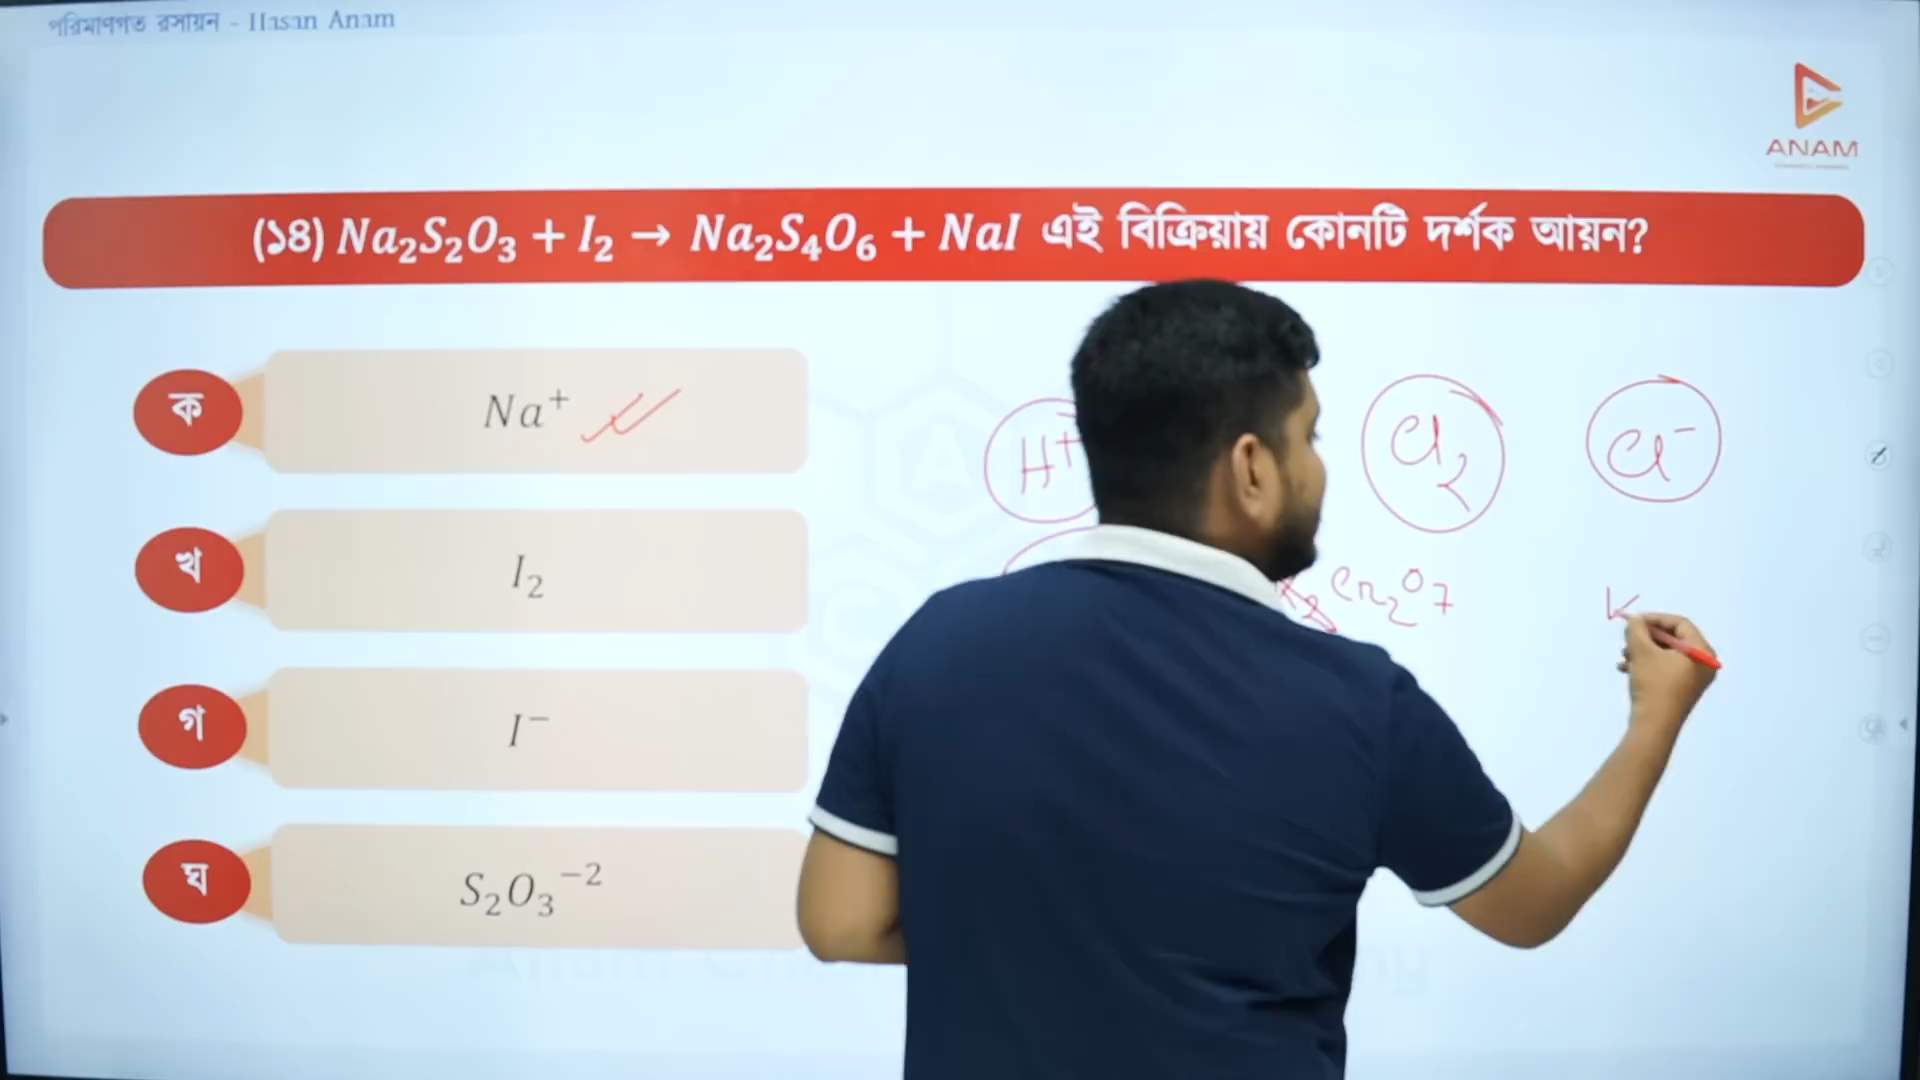 পরিমাণগত রসায়ন - Hasan Anam
ANAM
(১৪) Na₂S₂O₃ + I₂ → Na₂S₄O₆ + NaI এই বিক্রিয়ায় কোনটি দর্শক আয়ন?
ক Na⁺
H⁺
Cl₂
Cl⁻
খ I₂
Cr₂O₇
K
গ I⁻
ঘ S₂O₃⁻²